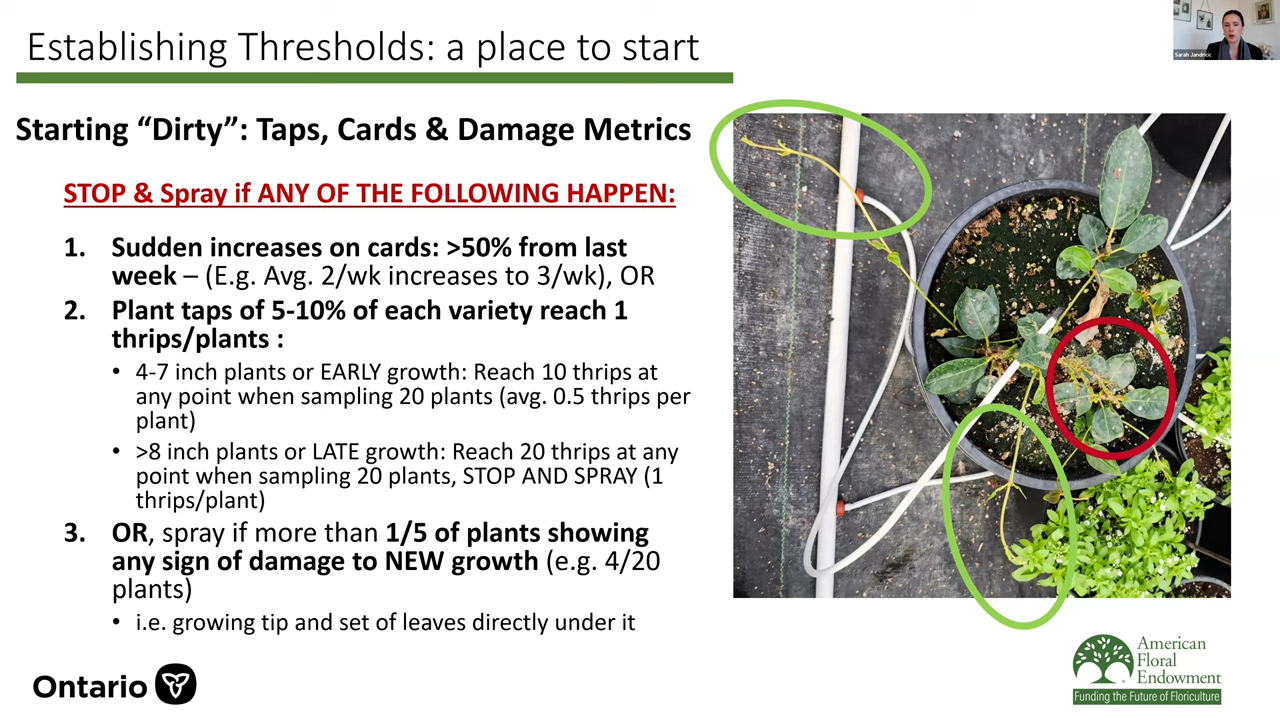 Establishing Thresholds: a place to start
Sarah Jandricic
Starting “Dirty”: Taps, Cards & Damage Metrics
STOP & Spray if ANY OF THE FOLLOWING HAPPEN:
1. Sudden increases on cards: >50% from last
week – (E.g. Avg. 2/wk increases to 3/wk), OR
2. Plant taps of 5-10% of each variety reach 1
thrips/plants :
• 4-7 inch plants or EARLY growth: Reach 10 thrips at
any point when sampling 20 plants (avg. 0.5 thrips per
plant)
• >8 inch plants or LATE growth: Reach 20 thrips at any
point when sampling 20 plants, STOP AND SPRAY (1
thrips/plant)
3. OR, spray if more than 1/5 of plants showing
any sign of damage to NEW growth (e.g. 4/20
plants)
• i.e. growing tip and set of leaves directly under it
Ontario
American
Floral
Endowment
Funding the Future of Floriculture